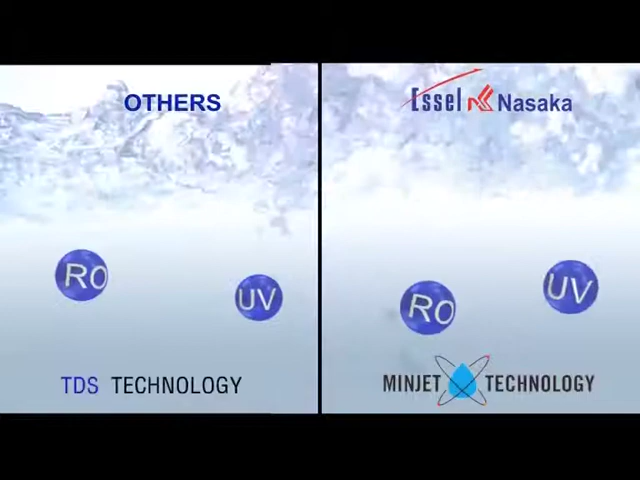 OTHERS
RO
UV
TDS TECHNOLOGY
Essel Nasaka
RO
UV
MINJET TECHNOLOGY